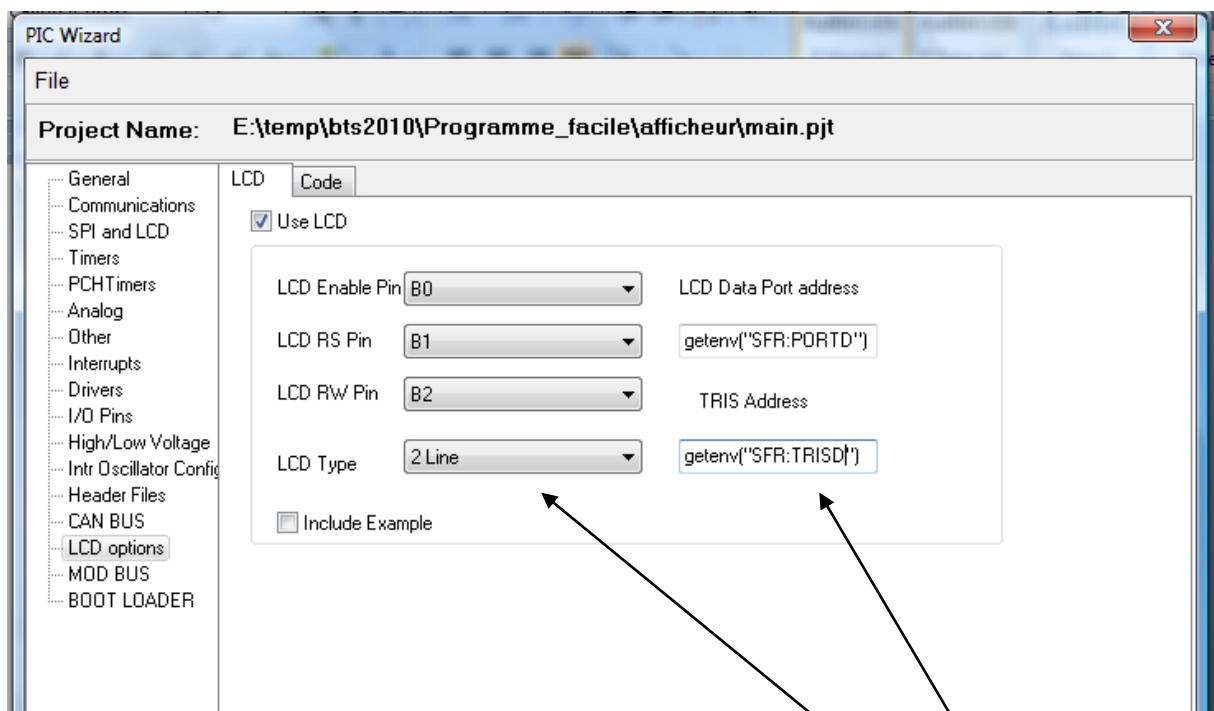 PIC Wizard
File
Project Name: E:\temp\bts2010\Programme_facile\afficheur\main.pjt
General
Communications
SPI and LCD
Timers
PCHTimers
Analog
Other
Interrupts
Drivers
I/O Pins
High/Low Voltage
Intr Oscillator Config
Header Files
CAN BUS
LCD options
MOD BUS
BOOT LOADER
LCD Code
Use LCD
LCD Enable Pin B0 LCD Data Port address
LCD RS Pin B1 getenv("SFR:PORTD")
LCD RW Pin B2 TRIS Address
LCD Type 2 Line getenv("SFR:TRISD")
Include Example